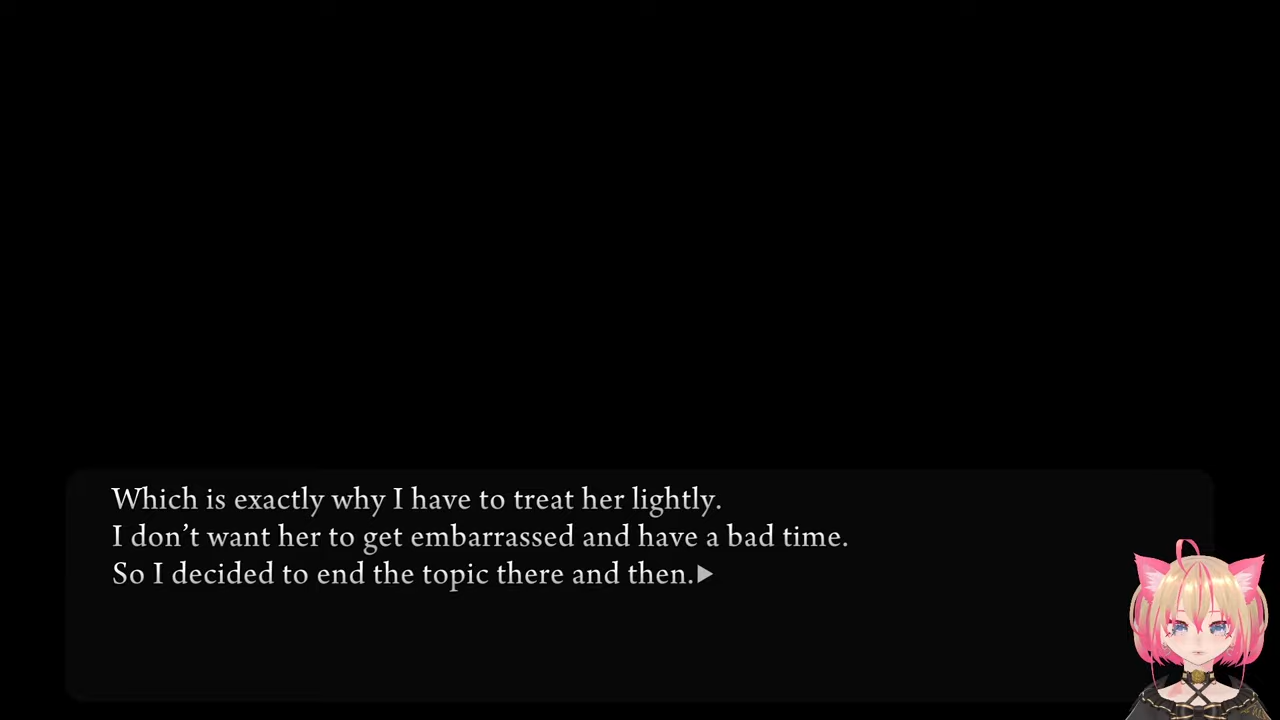 Which is exactly why I have to treat her lightly.
I don’t want her to get embarrassed and have a bad time.
So I decided to end the topic there and then.